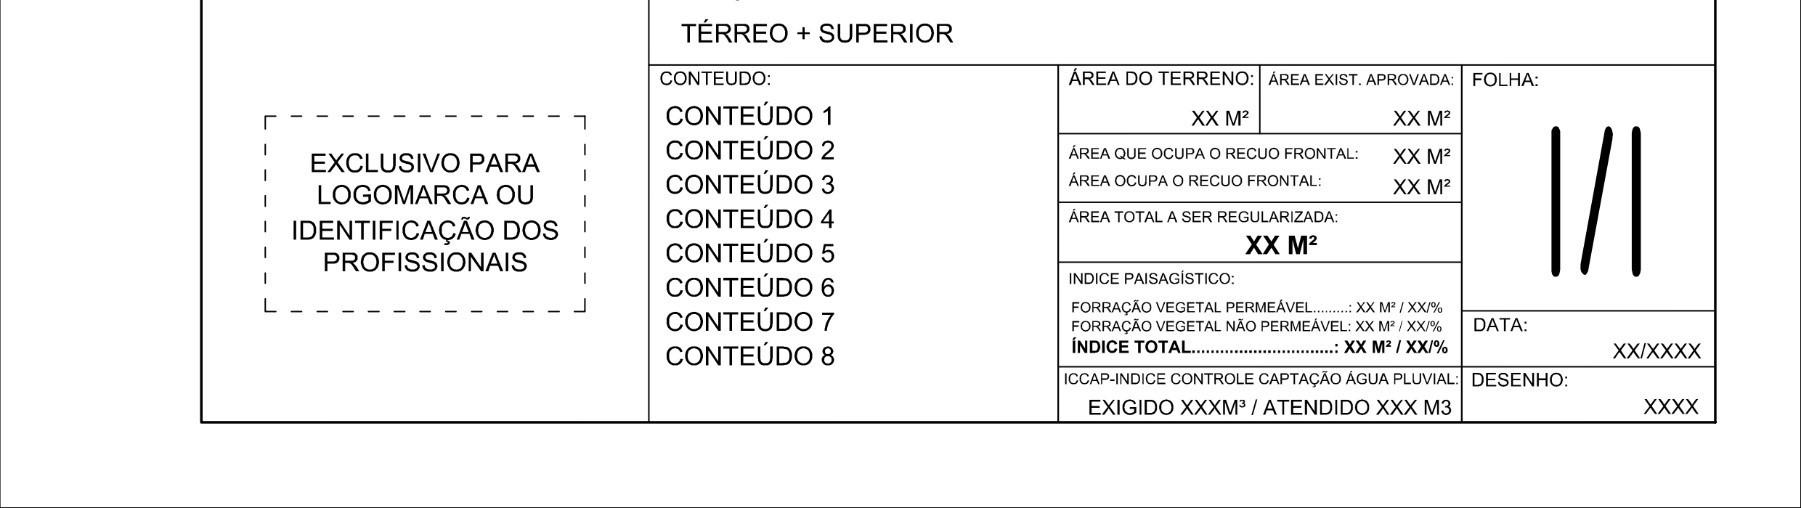 TÉRREO + SUPERIOR
EXCLUSIVO PARA
LOGOMARCA OU
IDENTIFICAÇÃO DOS
PROFISSIONAIS
CONTEUDO:
CONTEÚDO 1
CONTEÚDO 2
CONTEÚDO 3
CONTEÚDO 4
CONTEÚDO 5
CONTEÚDO 6
CONTEÚDO 7
CONTEÚDO 8
ÁREA DO TERRENO:
XX M²
ÁREA EXIST. APROVADA:
XX M²
ÁREA QUE OCUPA O RECUO FRONTAL: XX M²
ÁREA OCUPA O RECUO FRONTAL: XX M²
ÁREA TOTAL A SER REGULARIZADA:
XX M²
INDICE PAISAGÍSTICO:
FORRAÇÃO VEGETAL PERMEÁVEL.........: XX M² / XX/%
FORRAÇÃO VEGETAL NÃO PERMEÁVEL: XX M² / XX/%
ÍNDICE TOTAL..............................: XX M² / XX/%
ICCAP-INDICE CONTROLE CAPTAÇÃO ÁGUA PLUVIAL:
EXIGIDO XXXM³ / ATENDIDO XXX M3
FOLHA:
1/1
DATA:
XX/XXXX
DESENHO:
XXXX